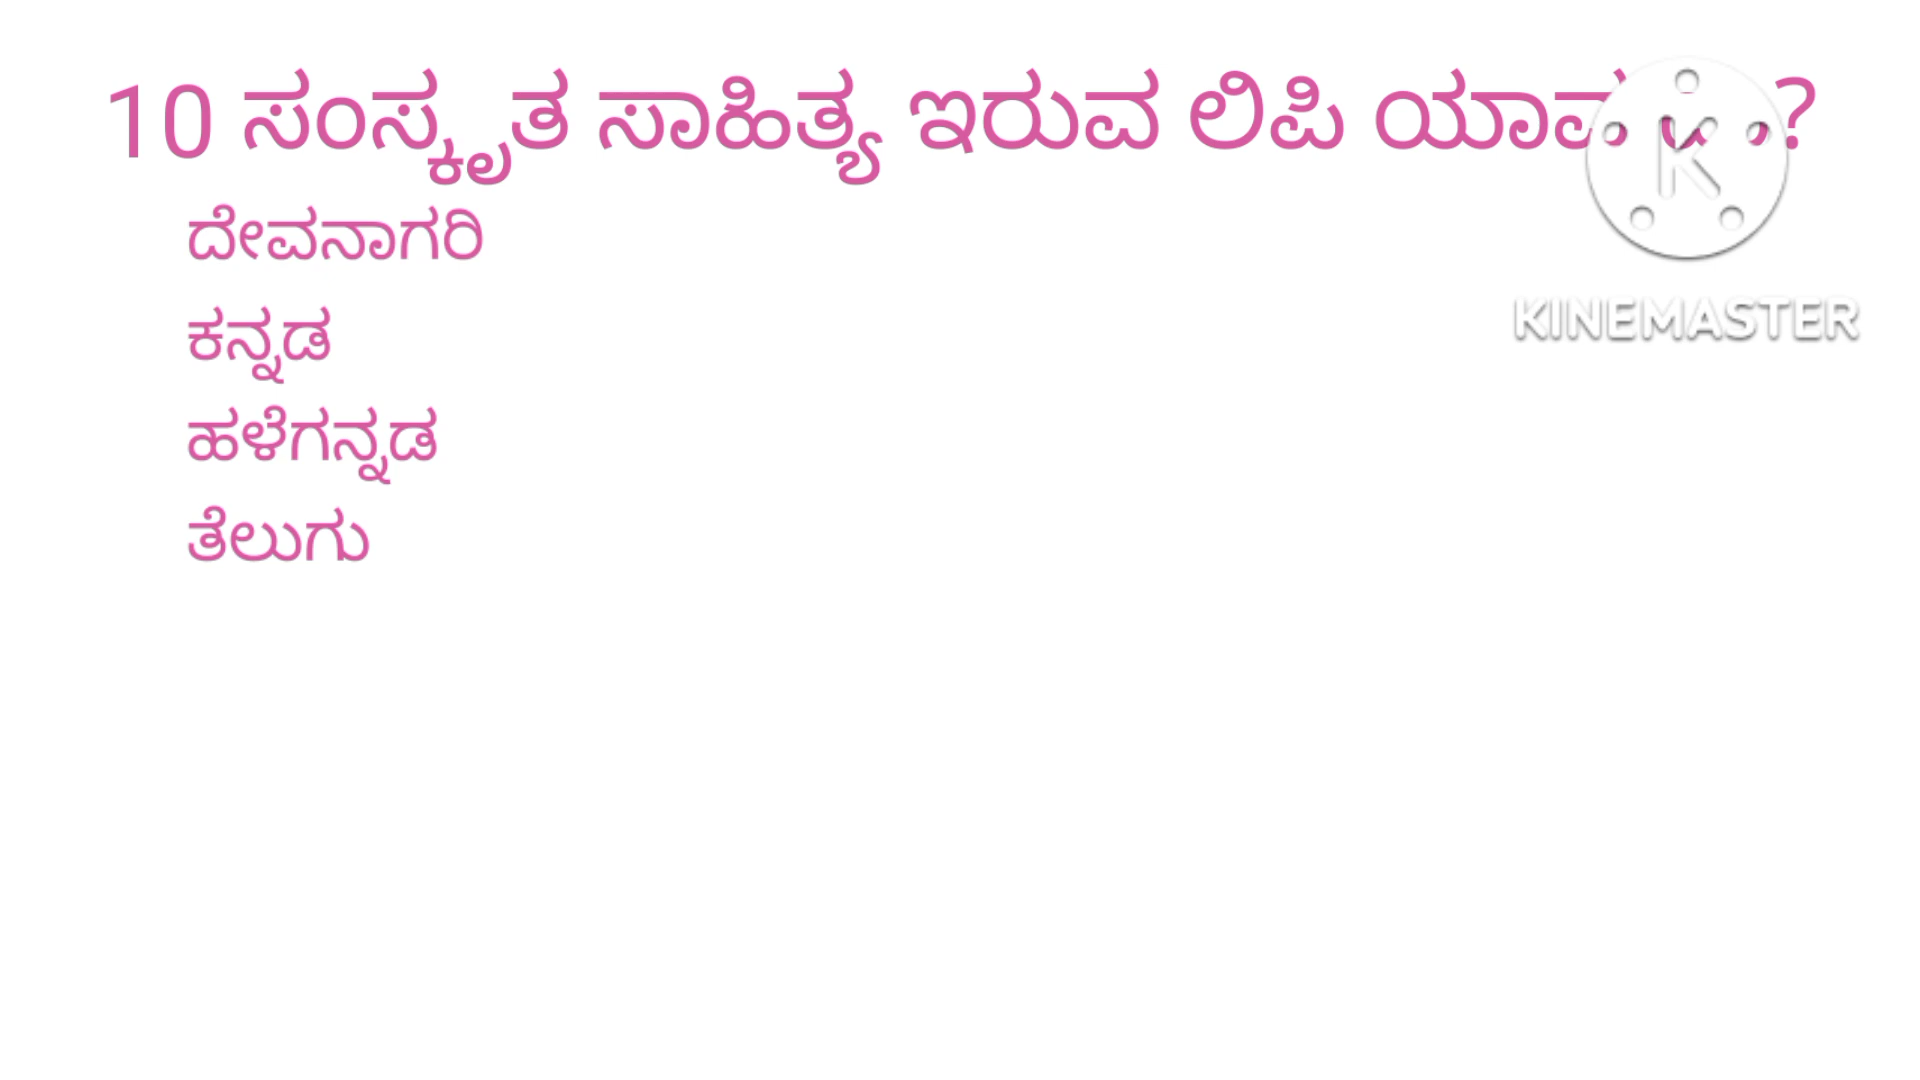 10 ಸಂಸ್ಕೃತ ಸಾಹಿತ್ಯ ಇರುವ ಲಿಪಿ ?
ದೇವನಾಗರಿ
ಕನ್ನಡ
ಹಳೆಗನ್ನಡ
ತೆಲುಗು
K
KINEMASTER